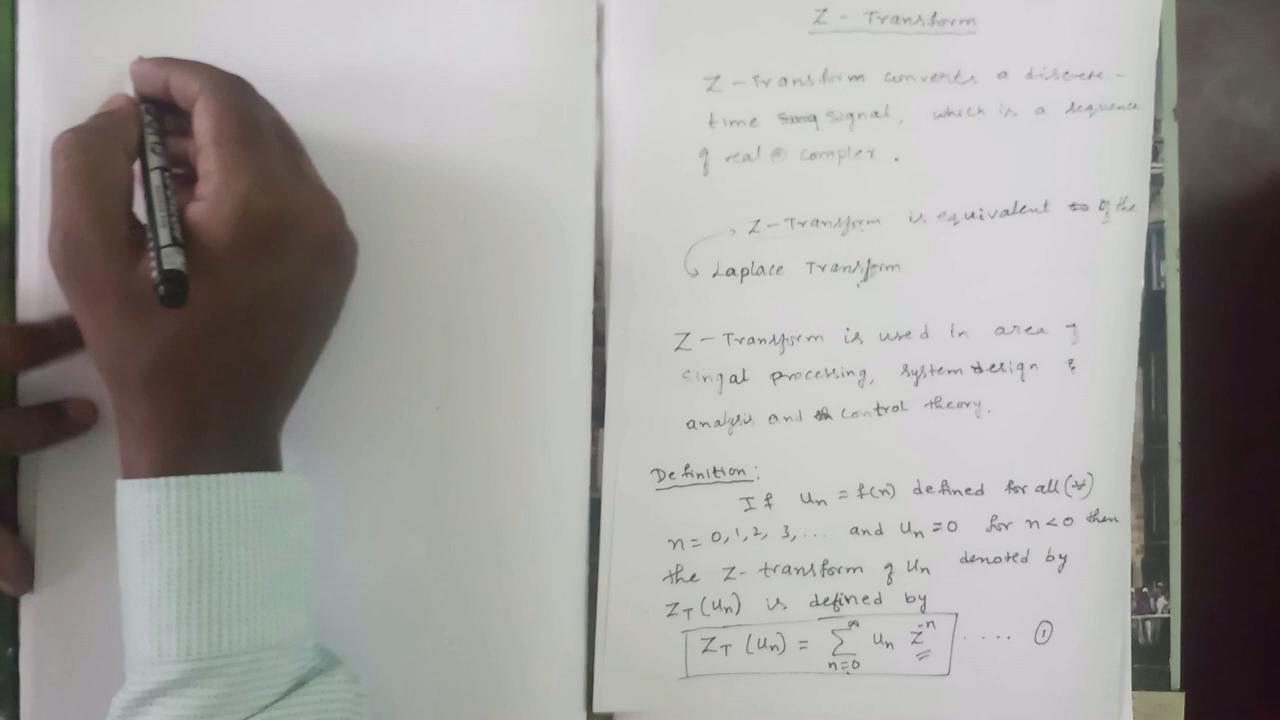 Z - Transform
Z - Transform converts a discrete -
time signal, which is a sequence
of real (or) complex.
Z - Transform is equivalent of the
Laplace Transform
Z - Transform is used in area of
Singal processing, system design &
analysis and control theory.
Definition:
If un = f(n) defined for all (∀)
n = 0, 1, 2, 3, ... and un = 0 for n < 0 then
the Z- transform of un denoted by
ZT (un) is defined by
ZT (un) = ∑_{n=0}^{∞} un z^{-n} .... ①